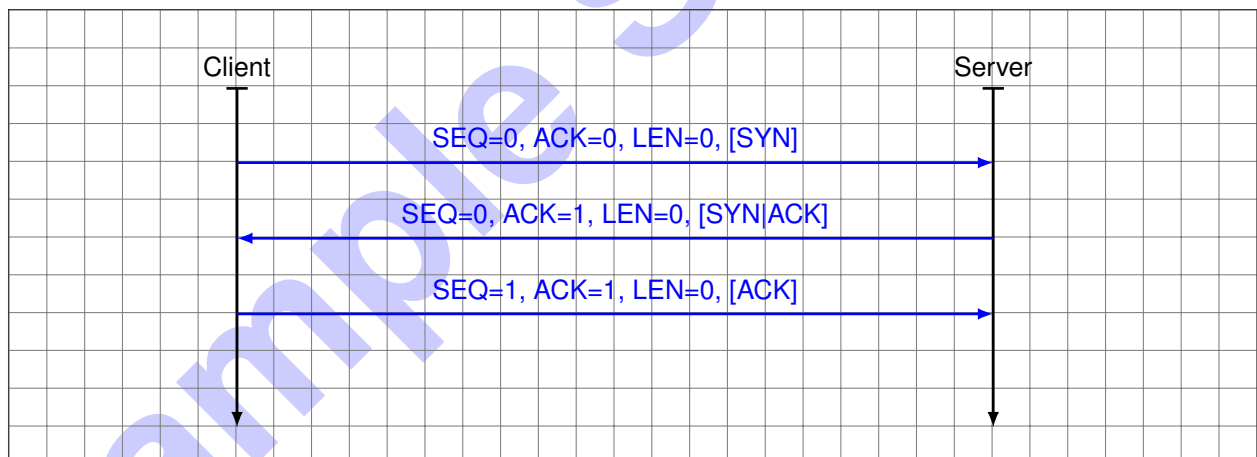 Client Server
SEQ=0, ACK=0, LEN=0, [SYN]
SEQ=0, ACK=1, LEN=0, [SYN|ACK]
SEQ=1, ACK=1, LEN=0, [ACK]